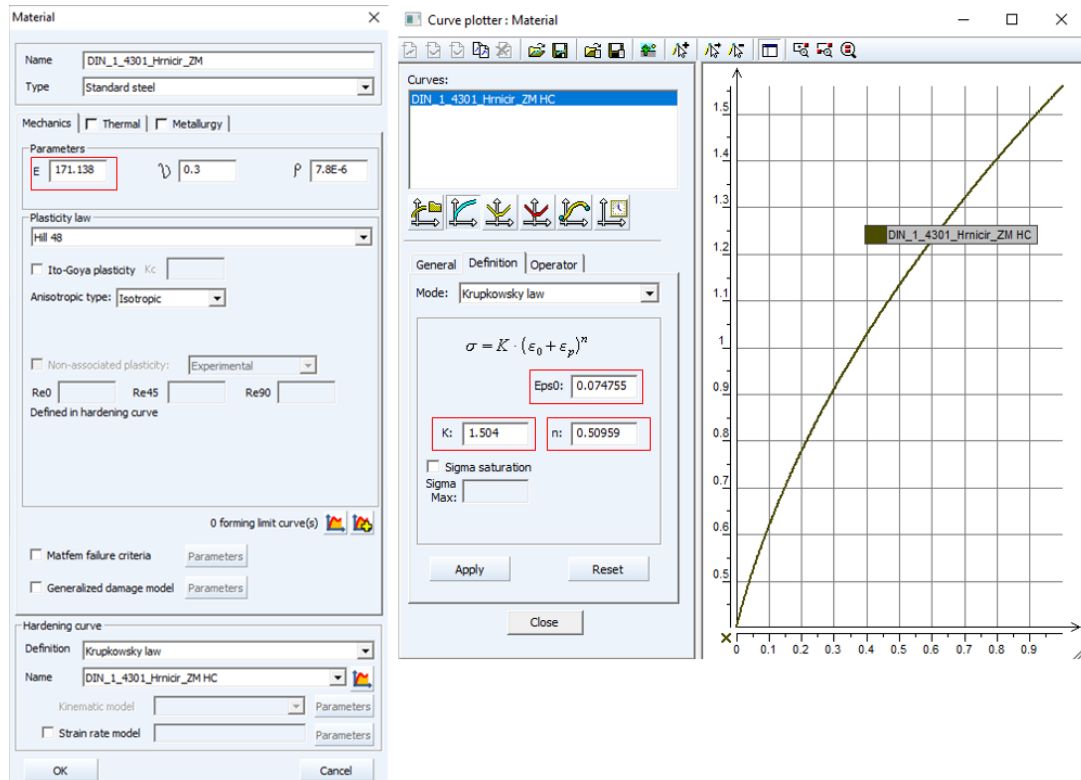 Material
Name DIN_1_4301_Hrnicir_ZM
Type Standard steel
Mechanics Thermal Metallurgy
Parameters
E 171.138 υ 0.3 ρ 7.8E-6
Plasticity law
Hill 48
Ito-Goya plasticity Kc
Anisotropic type: Isotropic
Non-associated plasticity: Experimental
Re0 Re45 Re90
Defined in hardening curve
0 forming limit curve(s)
Matfem failure criteria Parameters
Generalized damage model Parameters
Hardening curve
Definition Krupkowsky law
Name DIN_1_4301_Hrnicir_ZM HC
Kinematic model Parameters
Strain rate model Parameters
OK Cancel
Curve plotter : Material
Curves:
DIN_1_4301_Hrnicir_ZM HC
General Definition Operator
Mode: Krupkowsky law
σ = K · (ε0 + εp)^n
Eps0: 0.074755
K: 1.504 n: 0.50959
Sigma saturation
Sigma
Max:
Apply Reset
Close
1.5
1.4
1.3
DIN_1_4301_Hrnicir_ZM HC
1.2
1.1
1
0.9
0.8
0.7
0.6
0.5
0 0.1 0.2 0.3 0.4 0.5 0.6 0.7 0.8 0.9